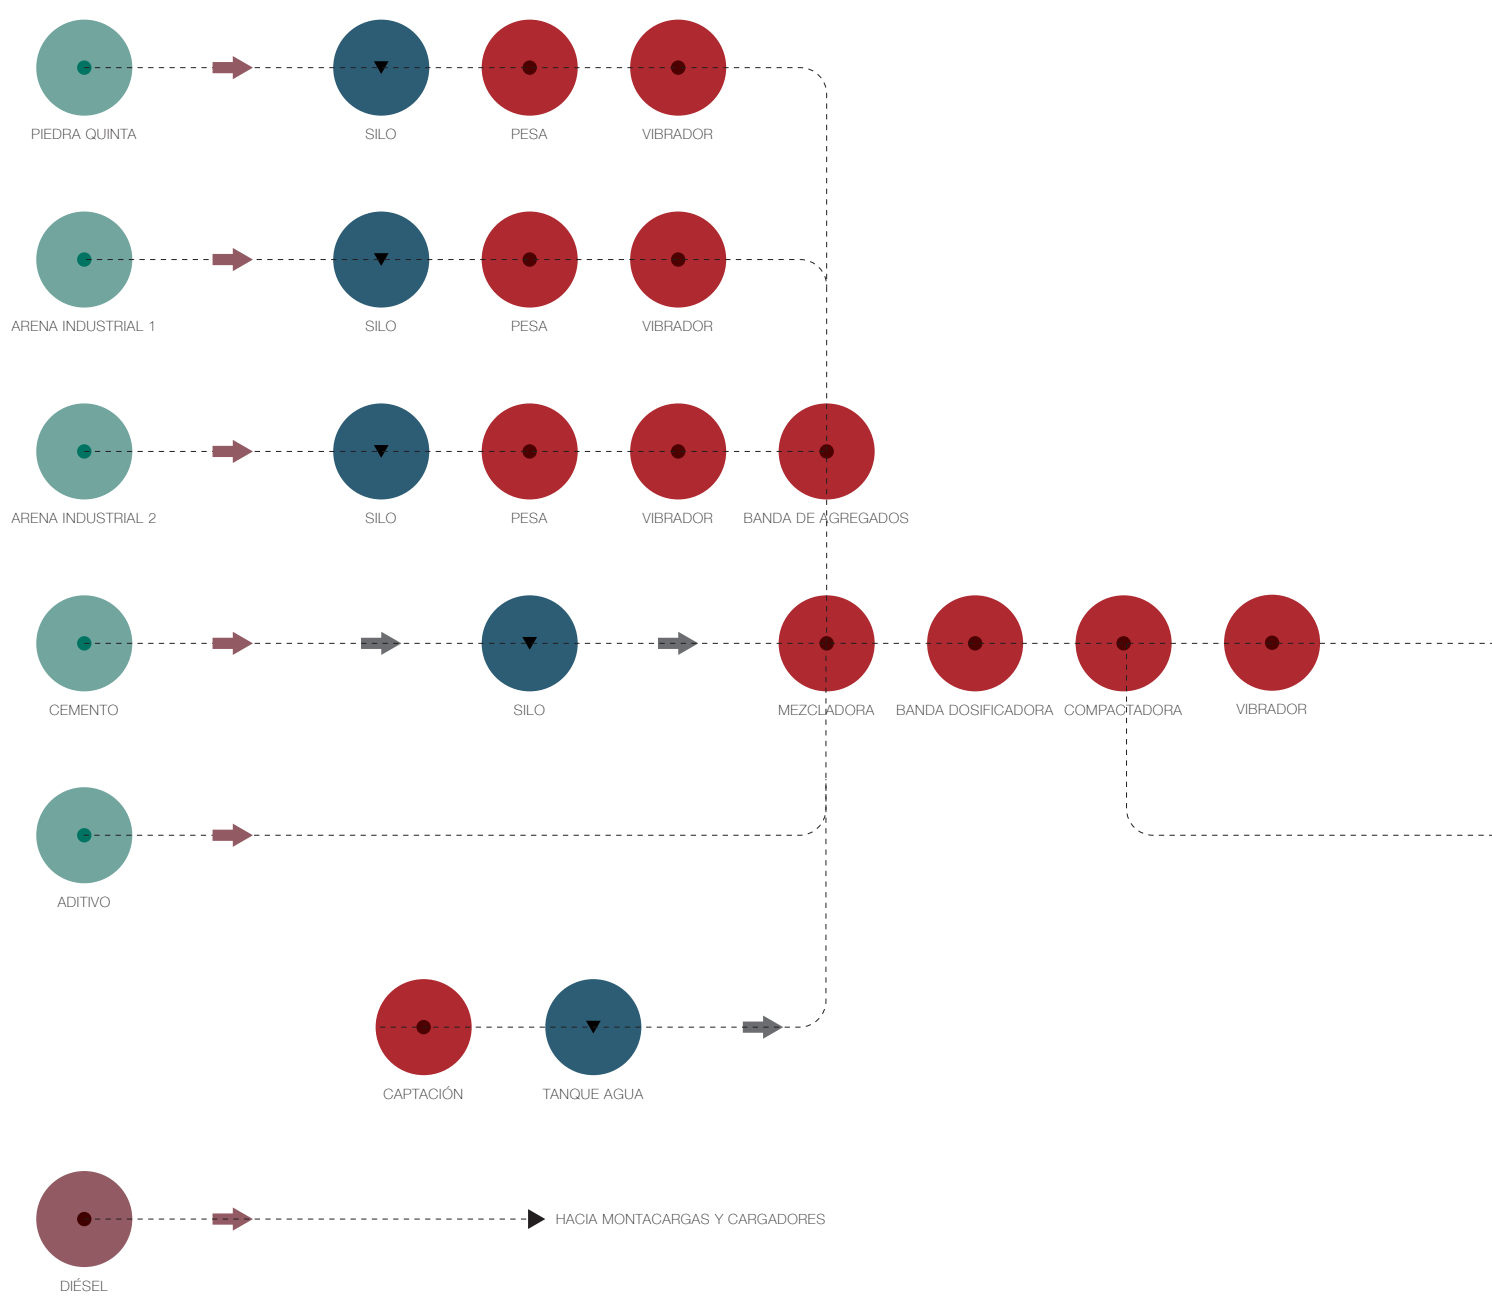 PIEDRA QUINTA
SILO
PESA
VIBRADOR
ARENA INDUSTRIAL 1
SILO
PESA
VIBRADOR
ARENA INDUSTRIAL 2
SILO
PESA
VIBRADOR
BANDA DE AGREGADOS
CEMENTO
SILO
MEZCLADORA
BANDA DOSIFICADORA
COMPACTADORA
VIBRADOR
ADITIVO
CAPTACIÓN
TANQUE AGUA
HACIA MONTACARGAS Y CARGADORES
DIÉSEL